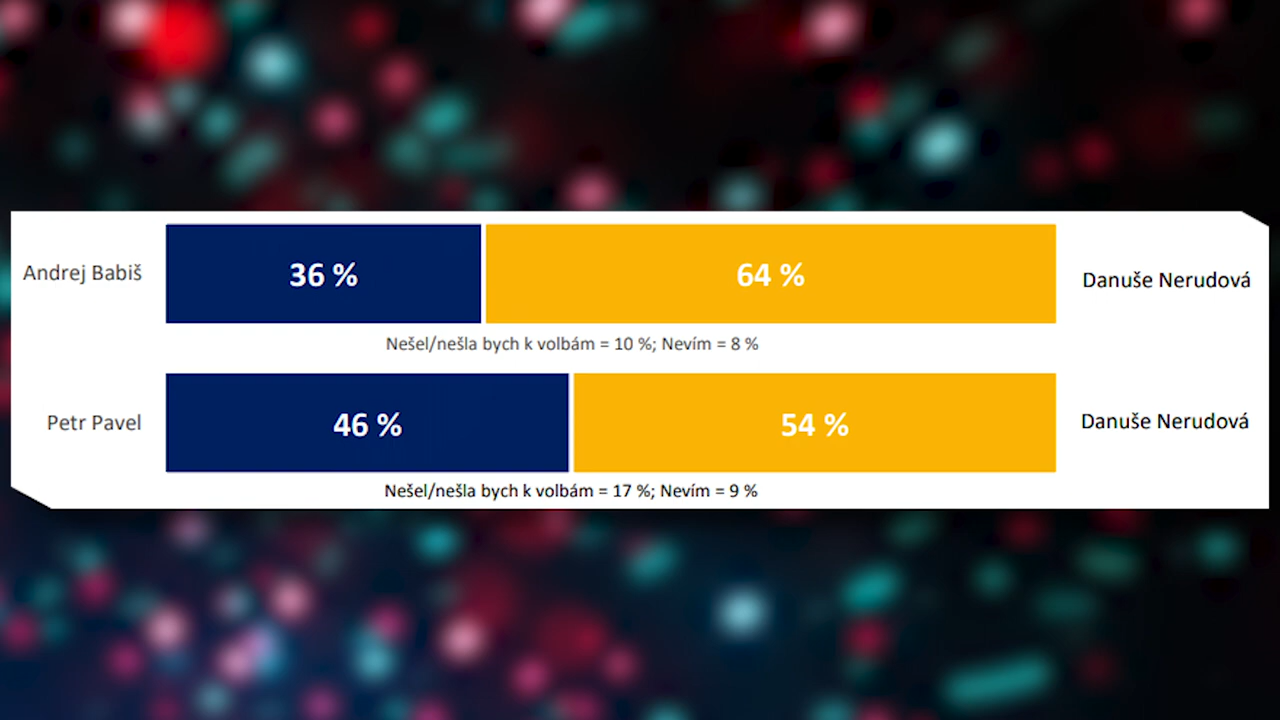 Andrej Babiš 36 % 64 % Danuše Nerudová
Nešel/nešla bych k volbám = 10 %; Nevím = 8 %
Petr Pavel 46 % 54 % Danuše Nerudová
Nešel/nešla bych k volbám = 17 %; Nevím = 9 %